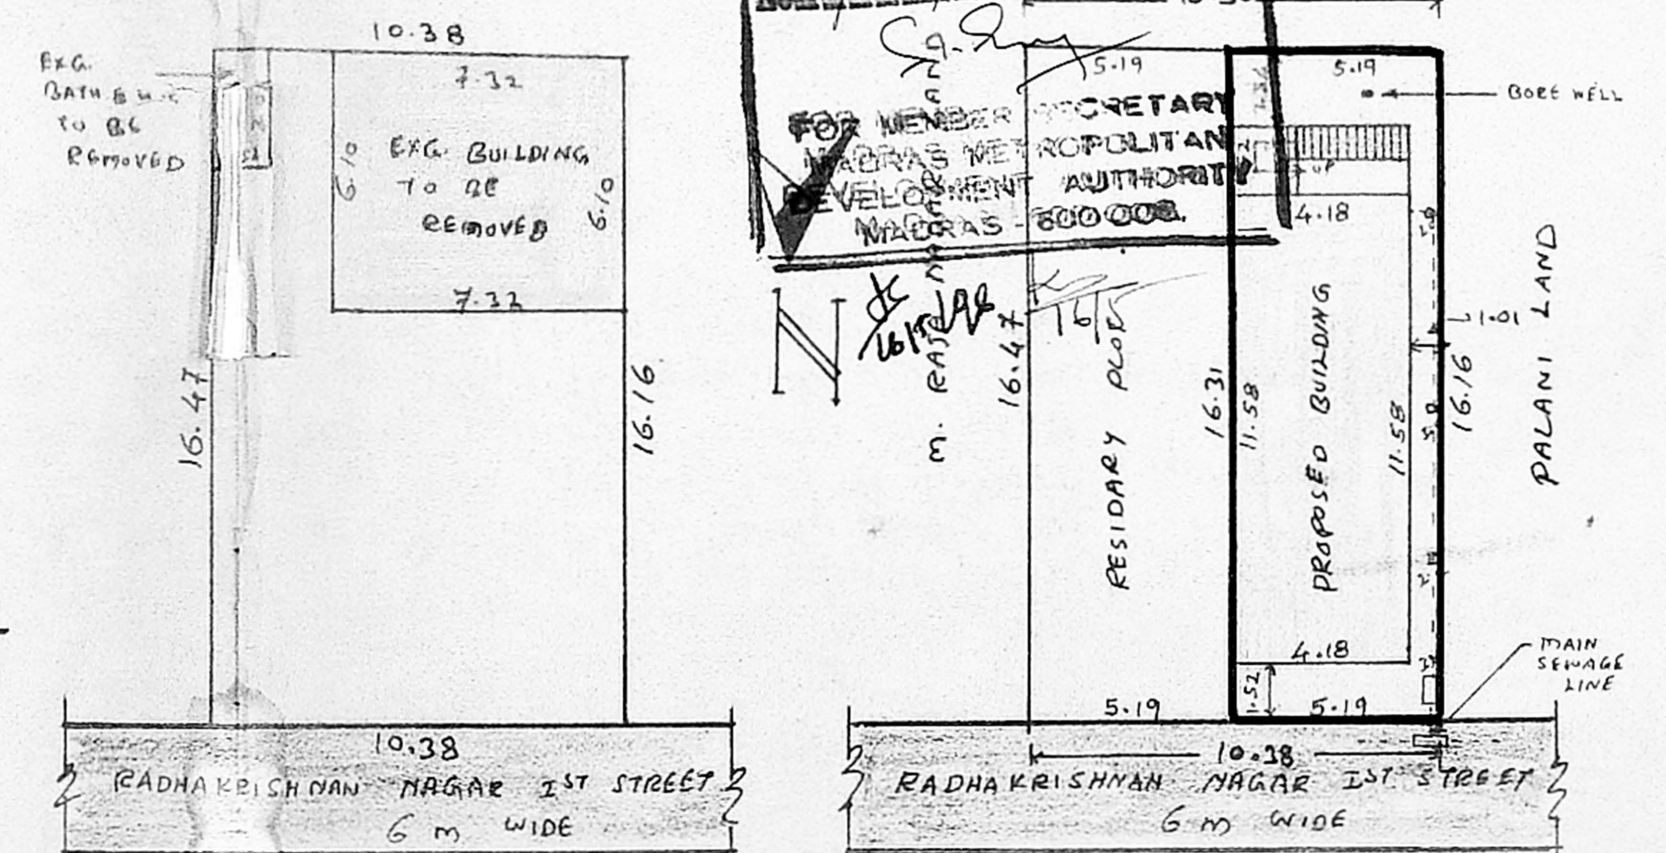 10.38
EXG.
BATH & W.C
TO BE
REMOVED
7.32
6.10
EXG. BUILDING
TO BE
REMOVED
6.10
7.32
16.47
16.16
10.38
RADHAKRISHNAN NAGAR IST STREET
6 m WIDE
5.19
5.19
BORE WELL
FOR MEMBER SECRETARY
MADRAS METROPOLITAN
DEVELOPMENT AUTHORITY
MADRAS - 600 008.
UP
4.18
N
16.47
RESIDARY PLOT
16.31
11.58
PROPOSED BUILDING
11.58
1.01
16.16
PALANI LAND
4.18
1.52
5.19
5.19
MAIN
SEWAGE
LINE
10.38
RADHAKRISHNAN NAGAR IST STREET
6 m WIDE